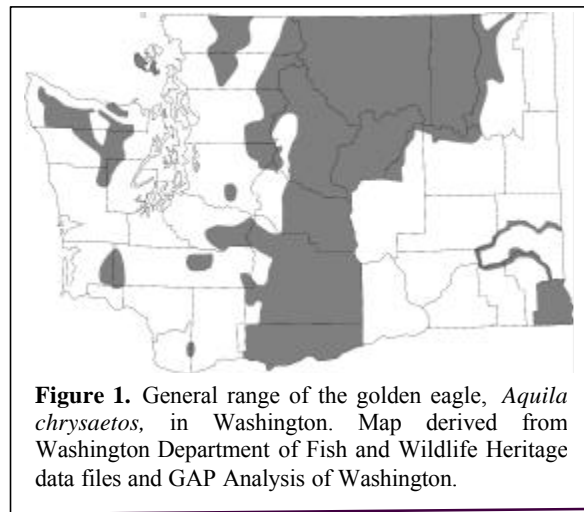 Figure 1. General range of the golden eagle, Aquila
chrysaetos, in Washington. Map derived from
Washington Department of Fish and Wildlife Heritage
data files and GAP Analysis of Washington.